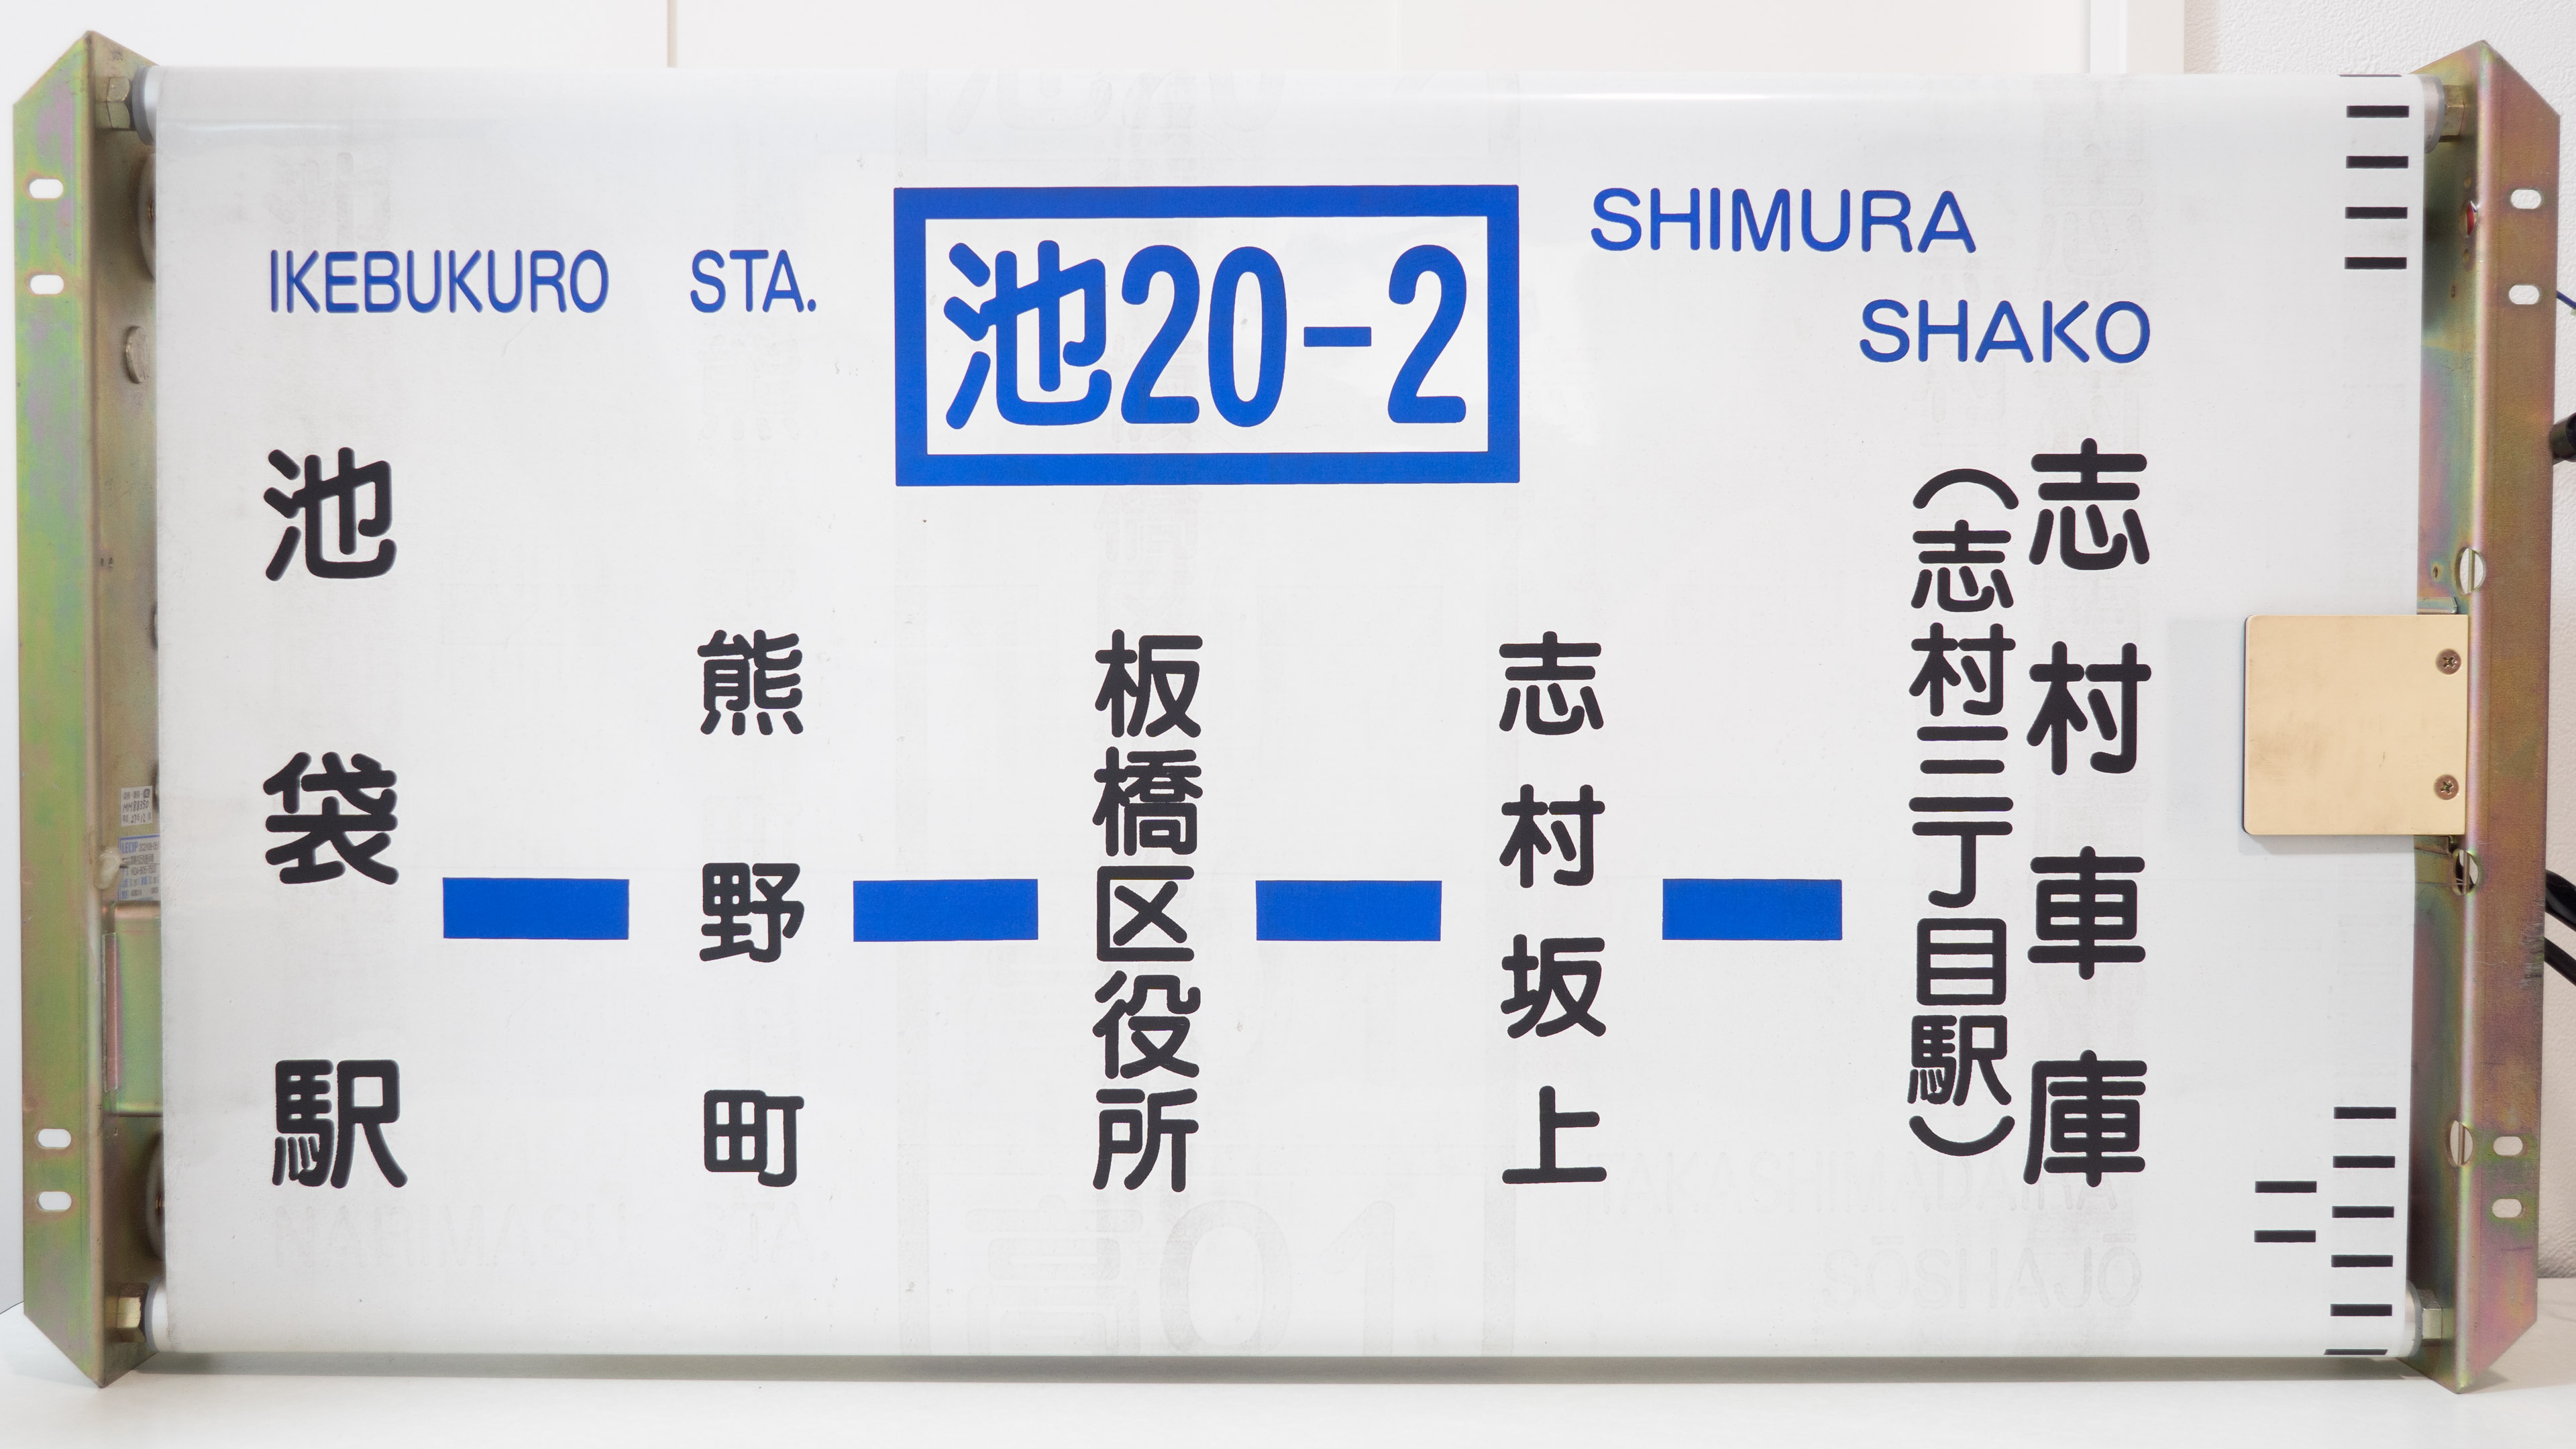 IKEBUKURO STA.
池20-2
SHIMURA
SHAKO
池袋駅
熊野町
板橋区役所
志村坂上
(志村三丁目駅)
志村車庫